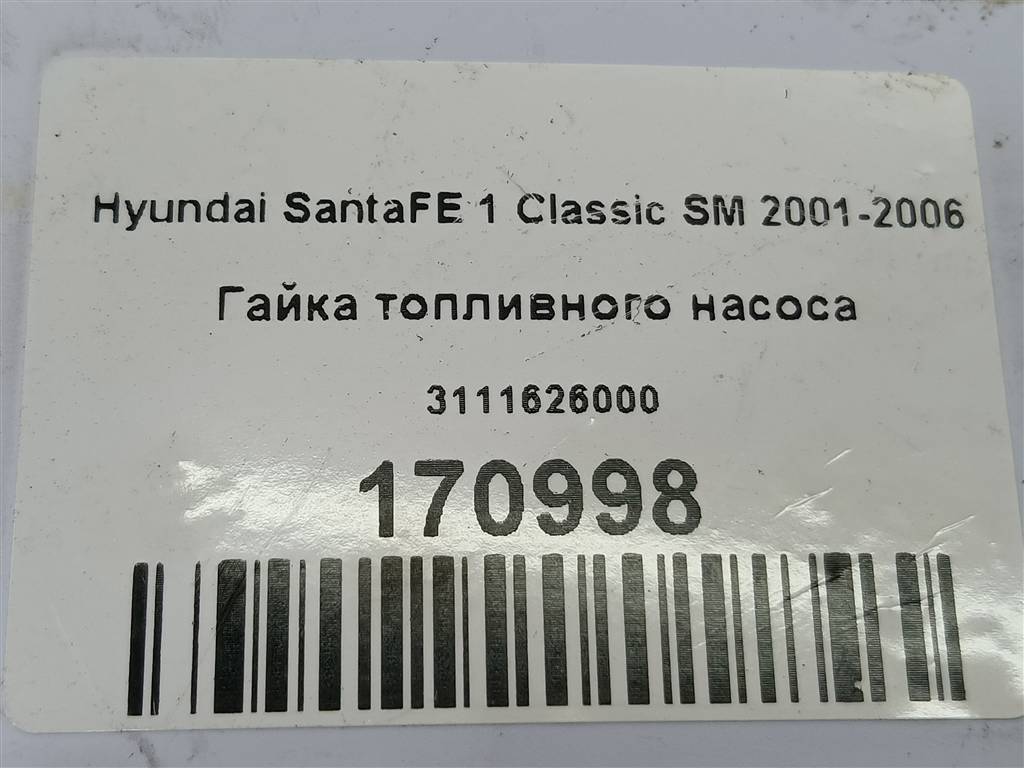 Hyundai SantaFE 1 Classic SM 2001-2006
Гайка топливного насоса
3111626000
170998